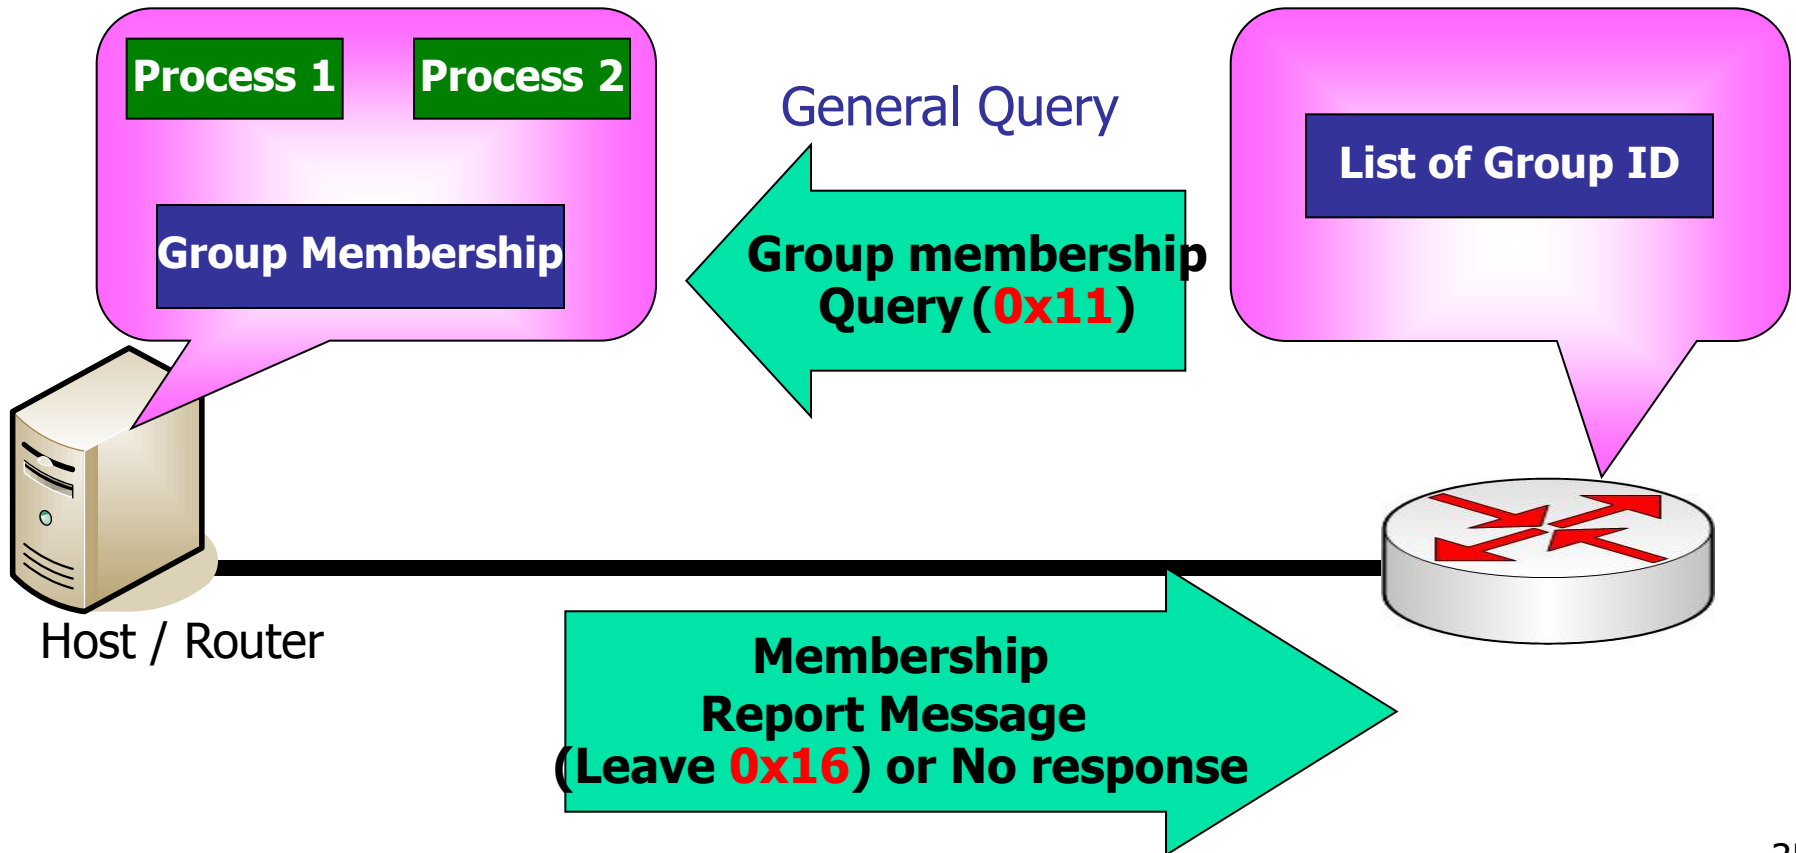 Process 1
Process 2
Group Membership
General Query
Group membership
Query (0x11)
List of Group ID
Host / Router
Membership
Report Message
(Leave 0x16) or No response